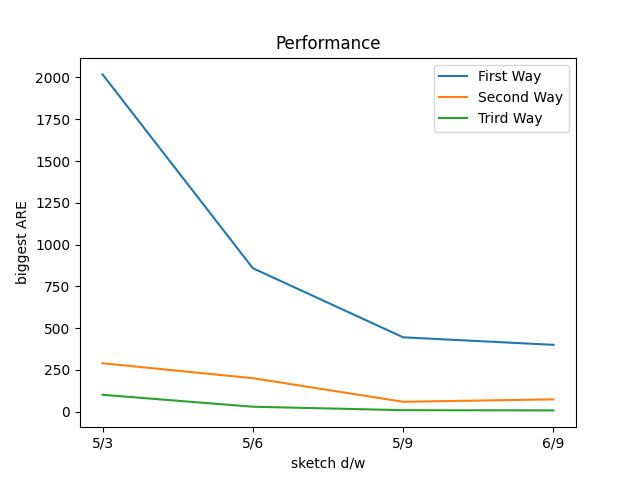 Performance
First Way
Second Way
Trird Way
biggest ARE
2000
1750
1500
1250
1000
750
500
250
0
5/3 5/6 5/9 6/9
sketch d/w